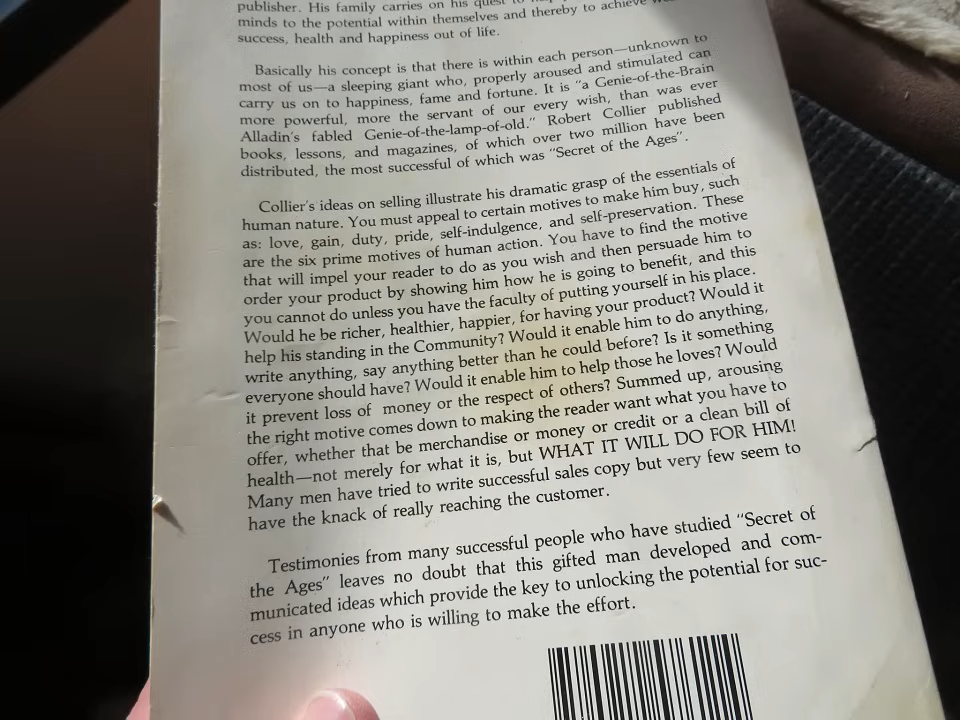 publisher. His family carries on his quest to
minds to the potential within themselves and thereby to achieve
success, health and happiness out of life.
Basically his concept is that there is within each person—unknown to
most of us—a sleeping giant who, properly aroused and stimulated can
carry us on to happiness, fame and fortune. It is "a Genie-of-the-Brain
more powerful, more the servant of our every wish, than was ever
Alladin's fabled Genie-of-the-lamp-of-old." Robert Collier published
books, lessons, and magazines, of which over two million have been
distributed, the most successful of which was "Secret of the Ages".
Collier's ideas on selling illustrate his dramatic grasp of the essentials of
human nature. You must appeal to certain motives to make him buy, such
as: love, gain, duty, pride, self-indulgence, and self-preservation. These
are the six prime motives of human action. You have to find the motive
that will impel your reader to do as you wish and then persuade him to
order your product by showing him how he is going to benefit, and this
you cannot do unless you have the faculty of putting yourself in his place.
Would he be richer, healthier, happier, for having your product? Would it
help his standing in the Community? Would it enable him to do anything,
write anything, say anything better than he could before? Is it something
everyone should have? Would it enable him to help those he loves? Would
it prevent loss of money or the respect of others? Summed up, arousing
the right motive comes down to making the reader want what you have to
offer, whether that be merchandise or money or credit or a clean bill of
health—not merely for what it is, but WHAT IT WILL DO FOR HIM!
Many men have tried to write successful sales copy but very few seem to
have the knack of really reaching the customer.
Testimonies from many successful people who have studied "Secret of
the Ages" leaves no doubt that this gifted man developed and com-
municated ideas which provide the key to unlocking the potential for suc-
cess in anyone who is willing to make the effort.